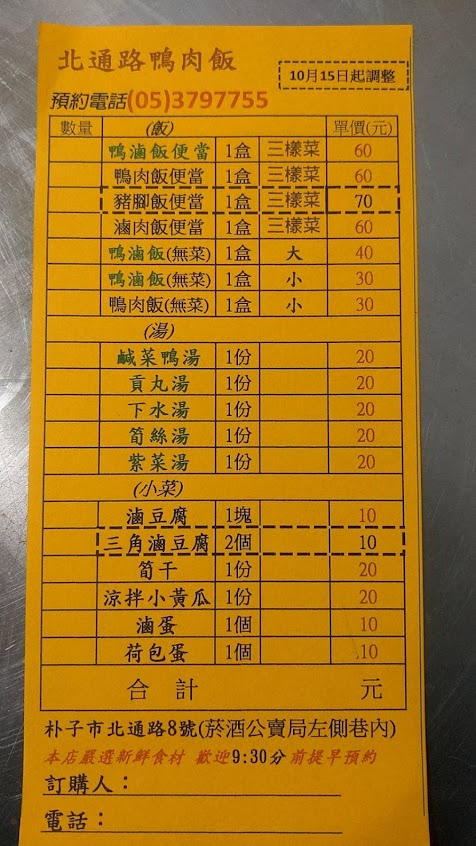 北通路鴨肉飯
10月15日起調整
預約電話(05)3797755
數量 (飯) 單價(元)
鴨滷飯便當 1盒 三樣菜 60
鴨肉飯便當 1盒 三樣菜 60
豬腳飯便當 1盒 三樣菜 70
滷肉飯便當 1盒 三樣菜 60
鴨滷飯(無菜) 1盒 大 40
鴨滷飯(無菜) 1盒 小 30
鴨肉飯(無菜) 1盒 小 30
(湯)
鹹菜鴨湯 1份 20
貢丸湯 1份 20
下水湯 1份 20
筍絲湯 1份 20
紫菜湯 1份 20
(小菜)
滷豆腐 1塊 10
三角滷豆腐 2個 10
筍干 1份 20
涼拌小黃瓜 1份 20
滷蛋 1個 10
荷包蛋 1個 10
合計 元
朴子市北通路8號(菸酒公賣局左側巷內)
本店嚴選新鮮食材 歡迎9:30分前提早預約
訂購人：
電話：